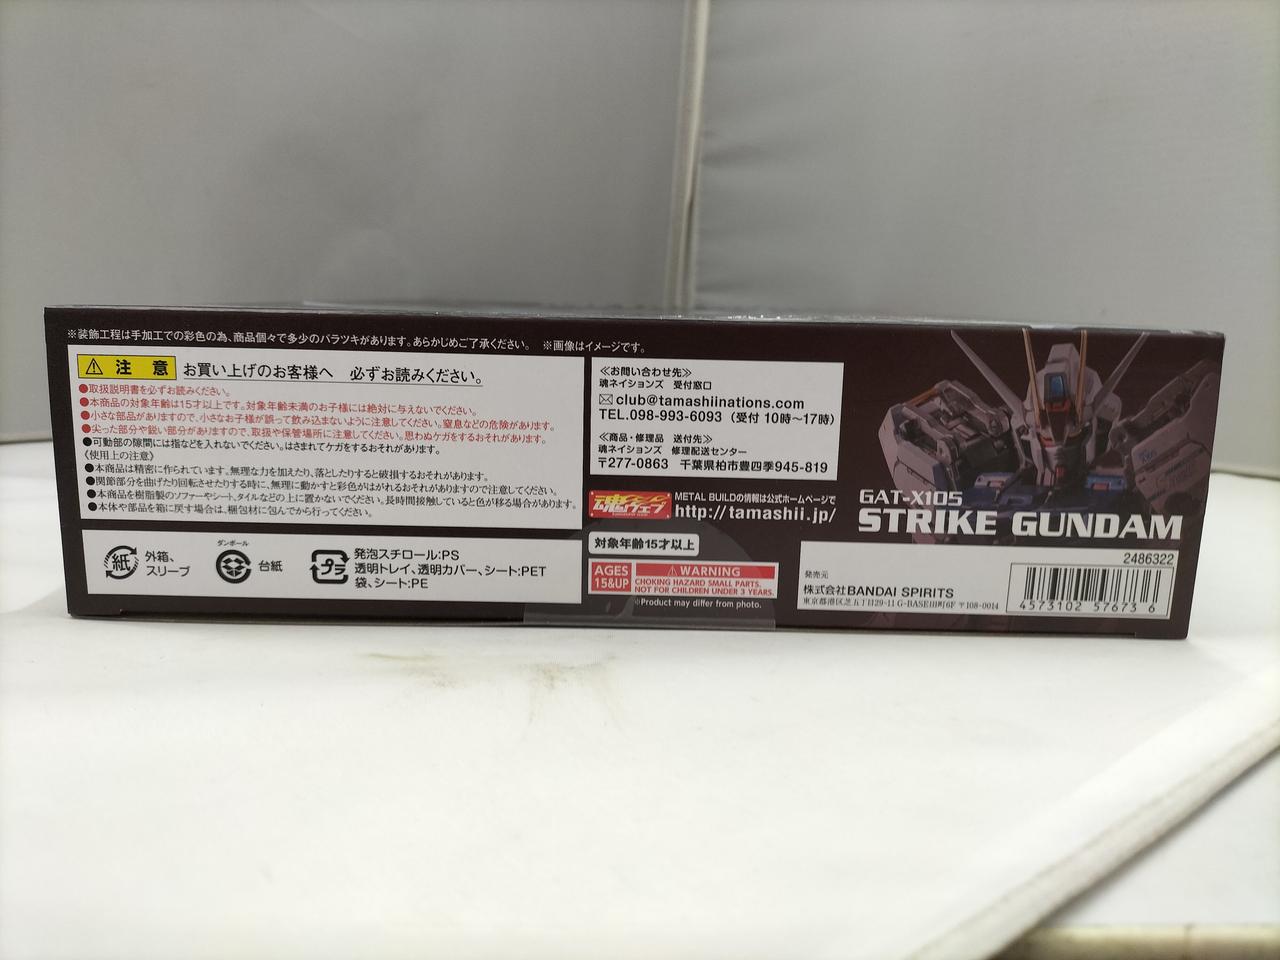 ※装飾工程は手加工での彩色の為、商品個々で多少のバラツキがあります。あらかじめご了承ください。 ※画像はイメージです。
⚠ 注 意 お買い上げのお客様へ 必ずお読みください。
●取扱説明書を必ずお読みください。
●本商品の対象年齢は15才以上です。対象年齢未満のお子様には絶対に与えないでください。
●小さな部品がありますので、小さなお子様が誤って飲み込まないように注意してください。窒息などの危険があります。
●尖った部分や鋭い部分がありますので、取扱や保管場所に注意してください。思わぬケガをするおそれがあります。
●可動部の隙間には指などを入れないでください。はさまれてケガをするおそれがあります。
《使用上の注意》
●本商品は精密に作られています。無理な力を加えたり、落としたりすると破損するおそれがあります。
●関節部分を曲げたり回転させたりする時に、無理に動かすと彩色がはがれるおそれがありますので注意してください。
●本商品を樹脂製のソファーやシート、タイルなどの上に置かないでください。長時間接触していると色が移る場合があります。
●本体や部品を箱に戻す場合は、梱包材に包んでから行ってください。
紙 外箱、
スリーブ
ダンボール
台紙
プラ
発泡スチロール:PS
透明トレイ、透明カバー、シート:PET
袋、シート:PE
≪お問い合わせ先≫
魂ネイションズ 受付窓口
club@tamashiinations.com
TEL.098-993-6093 (受付 10時〜17時)
≪商品・修理品 送付先≫
魂ネイションズ 修理配送センター
〒277-0863 千葉県柏市豊四季945-819
魂ウェブ
METAL BUILDの情報は公式ホームページで
http://tamashii.jp/
対象年齢15才以上
AGES
15&UP
⚠ WARNING
CHOKING HAZARD SMALL PARTS.
NOT FOR CHILDREN UNDER 3 YEARS.
※Product may differ from photo.
GAT-X105
STRIKE GUNDAM
2486322
発売元
株式会社BANDAI SPIRITS
東京都港区芝五丁目29-11 G-BASE田町6F 〒108-0014
4573102 57673 6